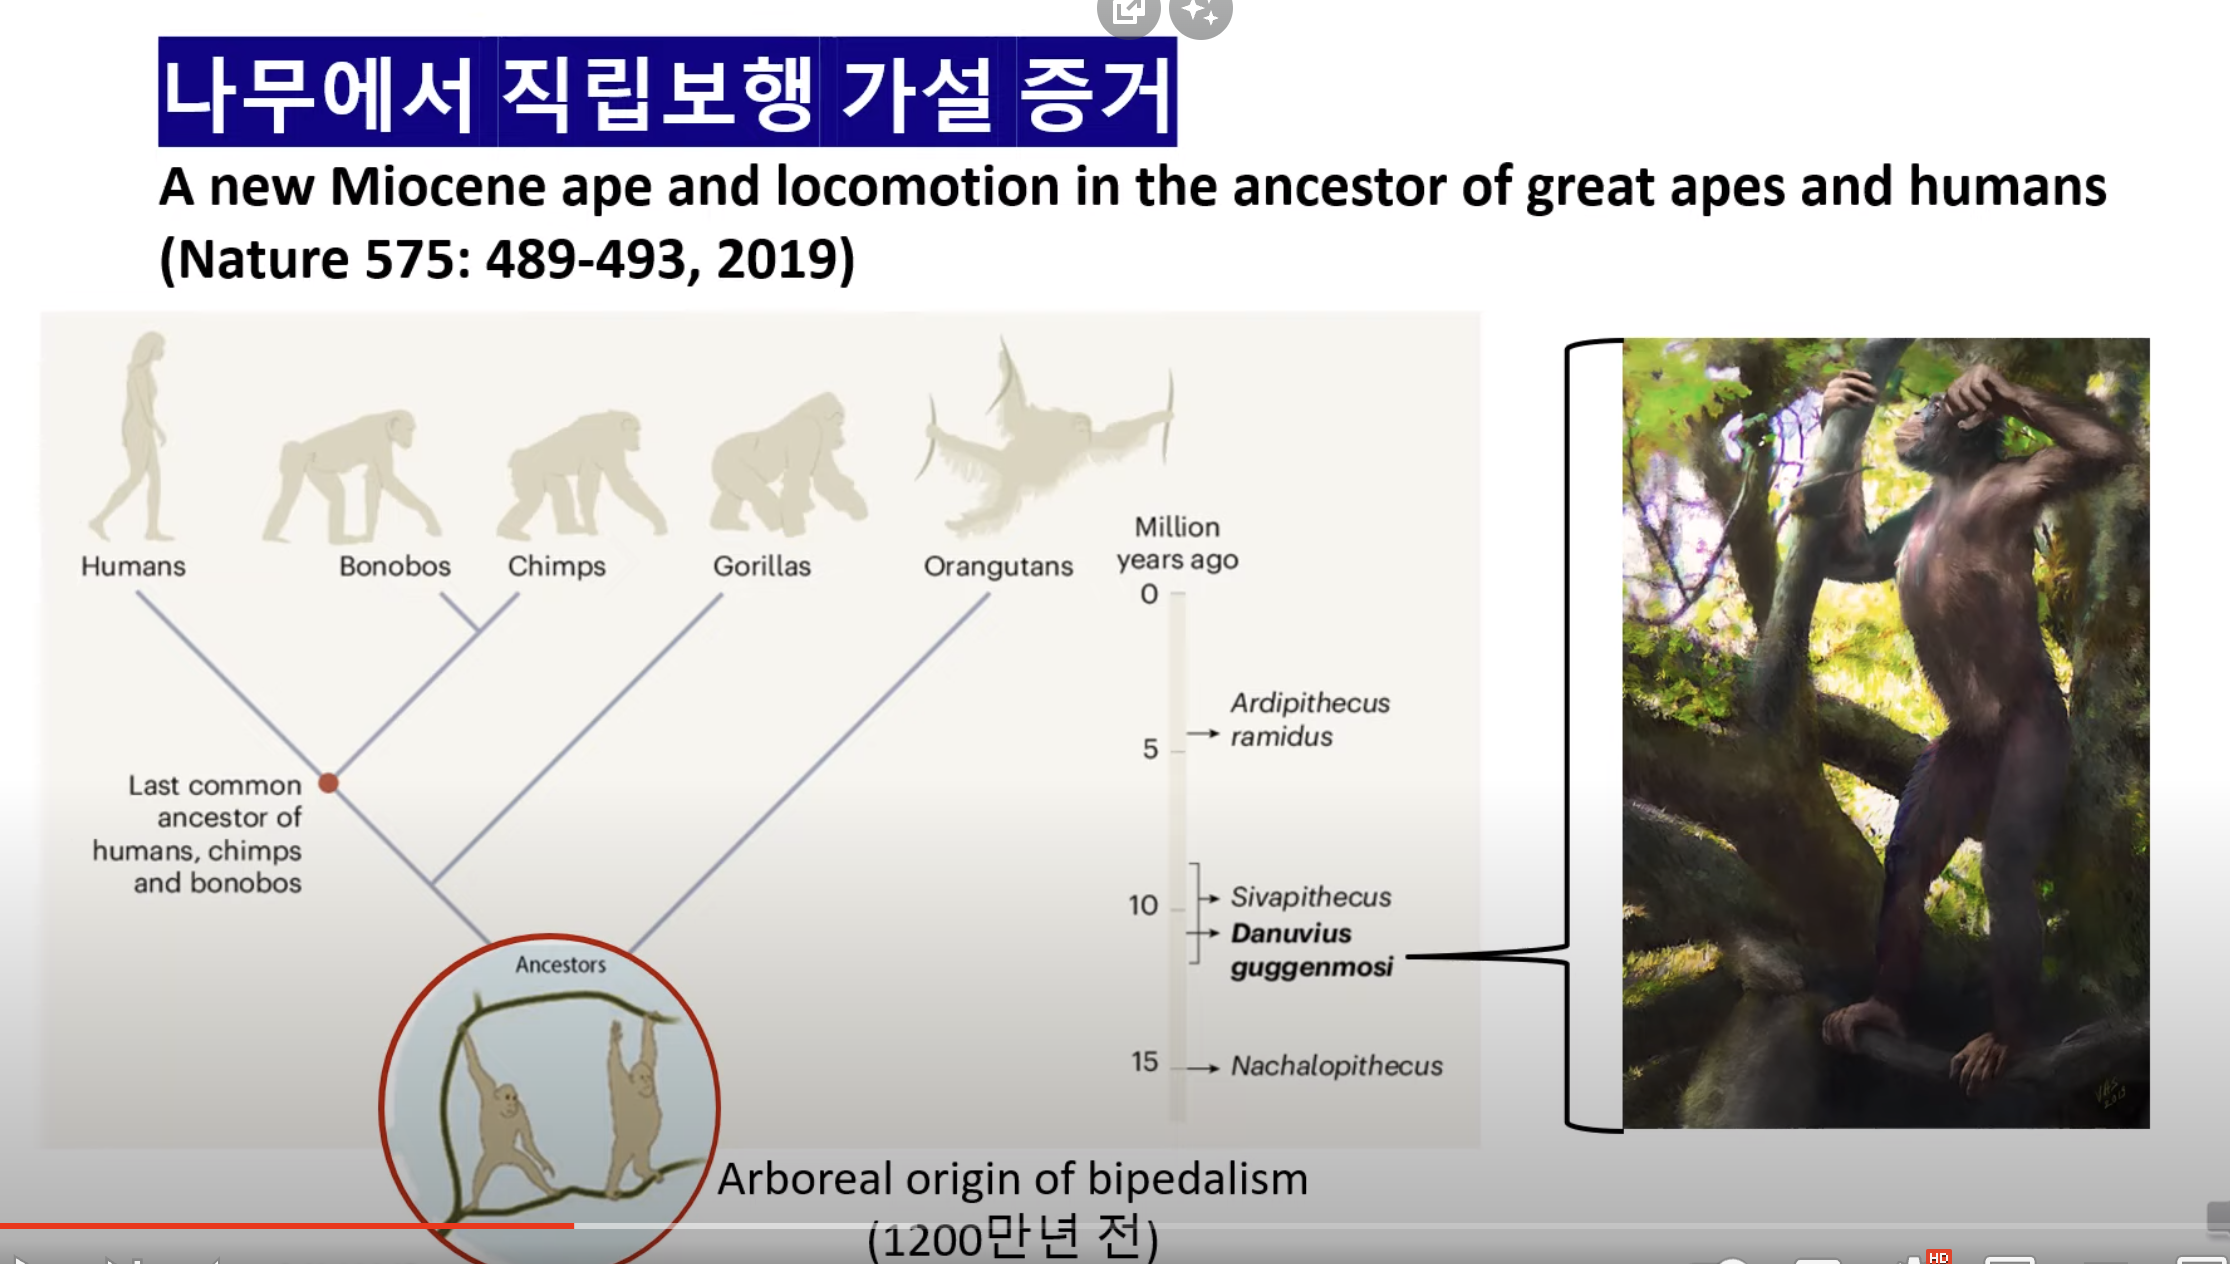 나무에서 직립보행 가설 증거
A new Miocene ape and locomotion in the ancestor of great apes and humans
(Nature 575: 489-493, 2019)
Humans
Bonobos
Chimps
Gorillas
Orangutans
Million
years ago
0
Ardipithecus
ramidus
5
Last common
ancestor of
humans, chimps
and bonobos
10
Sivapithecus
Danuvius
guggenmosi
Ancestors
15
Nachalopithecus
Arboreal origin of bipedalism
(1200만년 전)
HD